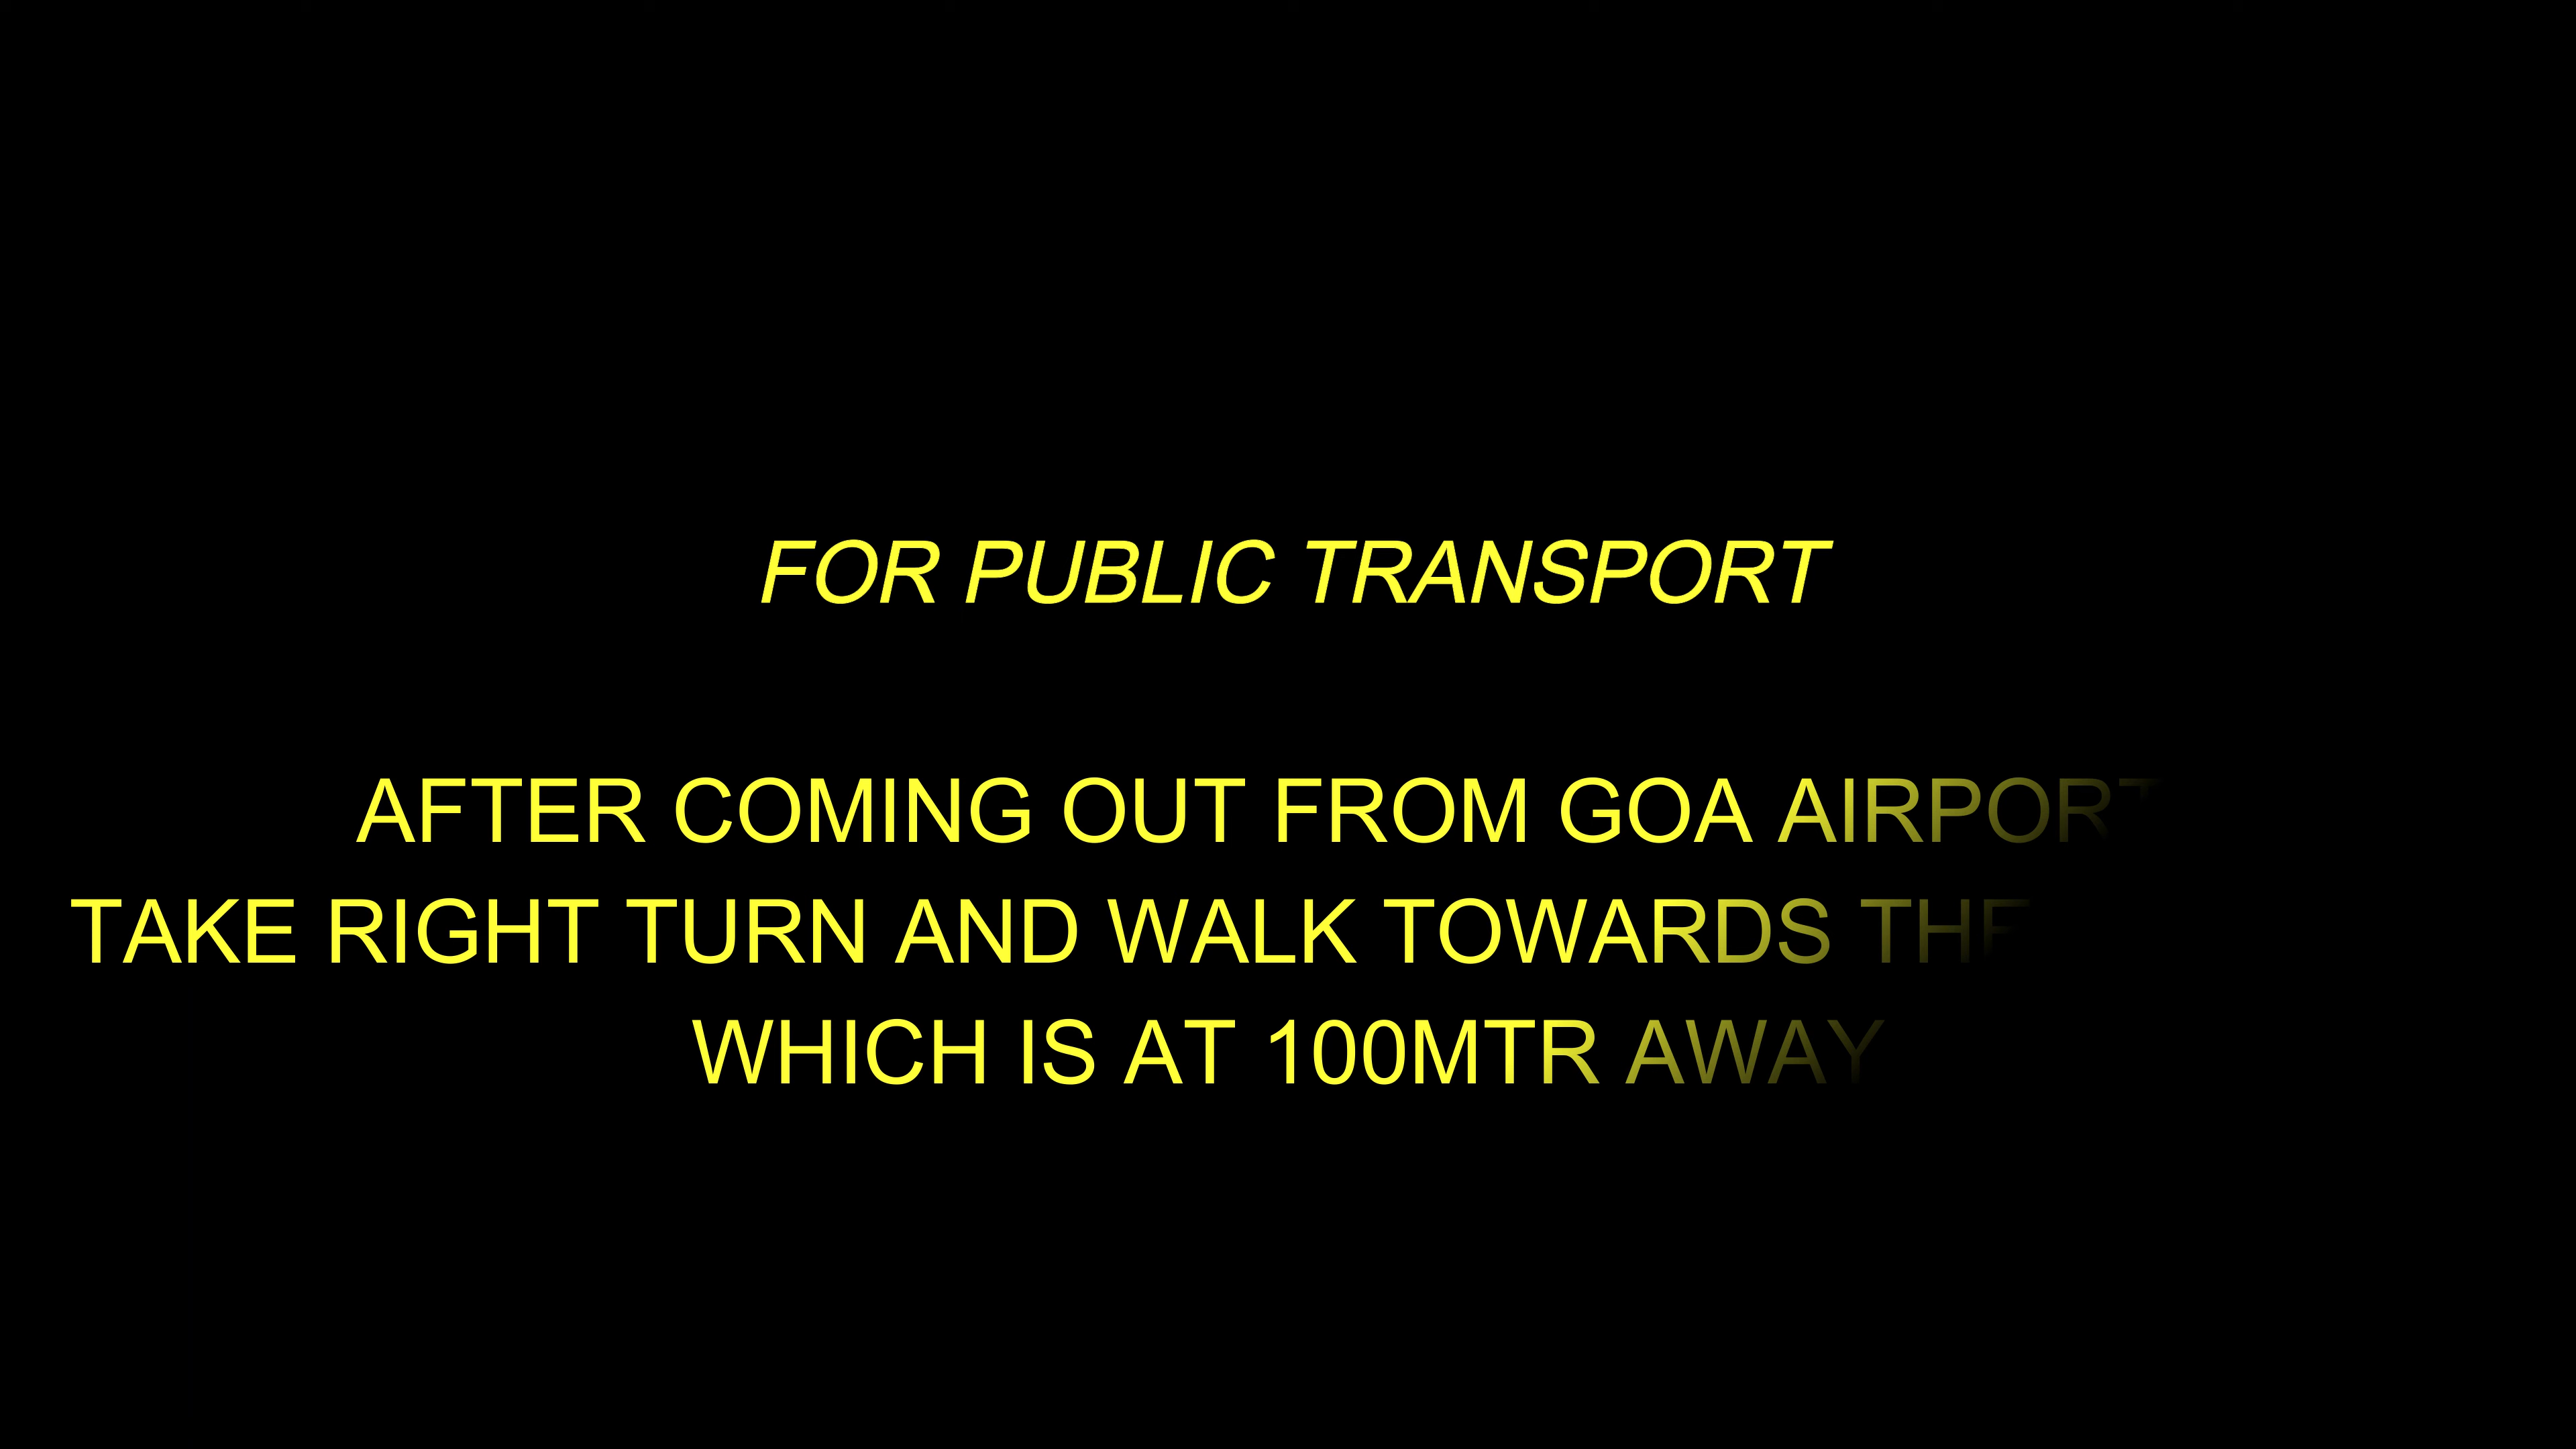 FOR PUBLIC TRANSPORT
AFTER COMING OUT FROM GOA AIRPORT
TAKE RIGHT TURN AND WALK TOWARDS THE
WHICH IS AT 100MTR AWAY